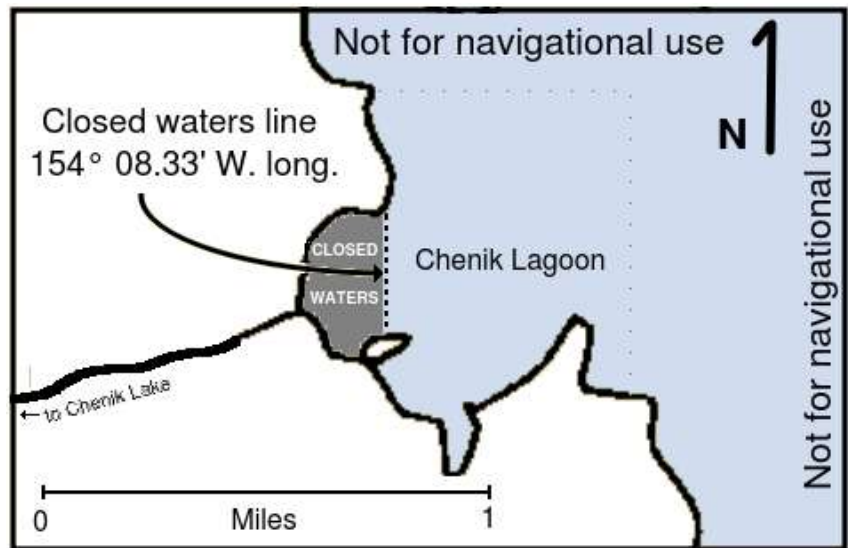 Not for navigational use
Closed waters line
154° 08.33' W. long.
N
Not for navigational use
CLOSED
WATERS
Chenik Lagoon
← to Chenik Lake
0 Miles 1